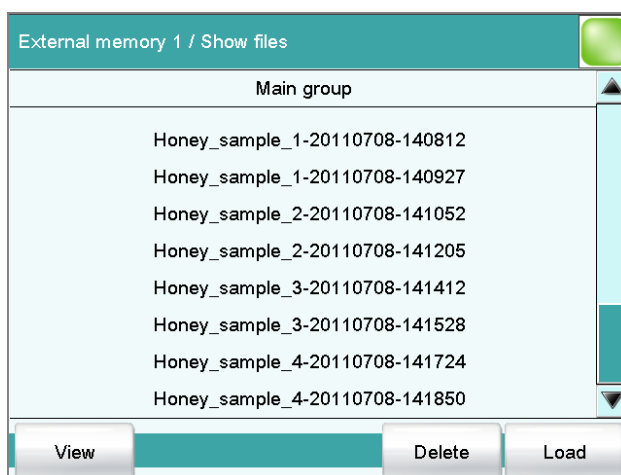 External memory 1 / Show files
Main group
Honey_sample_1-20110708-140812
Honey_sample_1-20110708-140927
Honey_sample_2-20110708-141052
Honey_sample_2-20110708-141205
Honey_sample_3-20110708-141412
Honey_sample_3-20110708-141528
Honey_sample_4-20110708-141724
Honey_sample_4-20110708-141850
View Delete Load